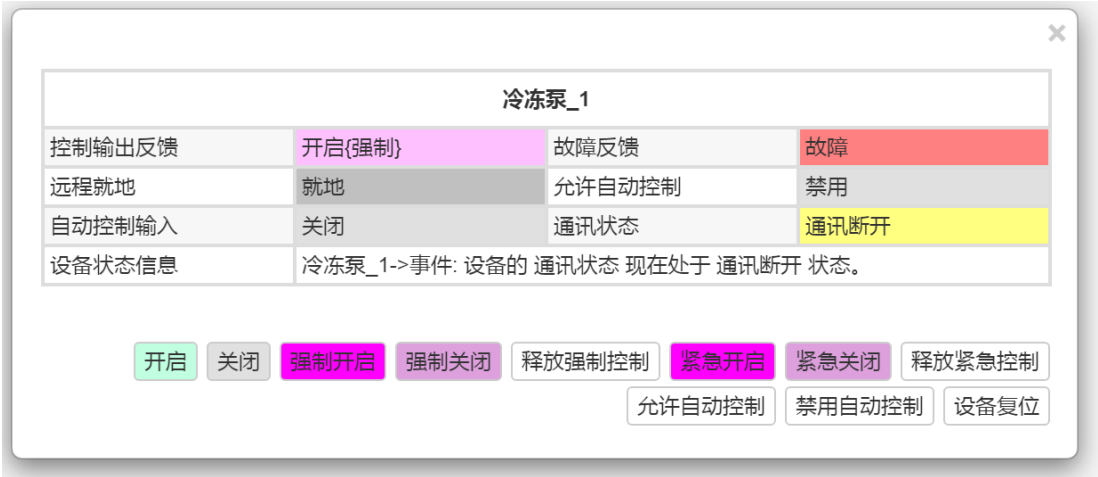 ×
冷冻泵_1
控制输出反馈 开启{强制} 故障反馈 故障
远程就地 就地 允许自动控制 禁用
自动控制输入 关闭 通讯状态 通讯断开
设备状态信息 冷冻泵_1->事件: 设备的 通讯状态 现在处于 通讯断开 状态。
开启 关闭 强制开启 强制关闭 释放强制控制 紧急开启 紧急关闭 释放紧急控制
允许自动控制 禁用自动控制 设备复位